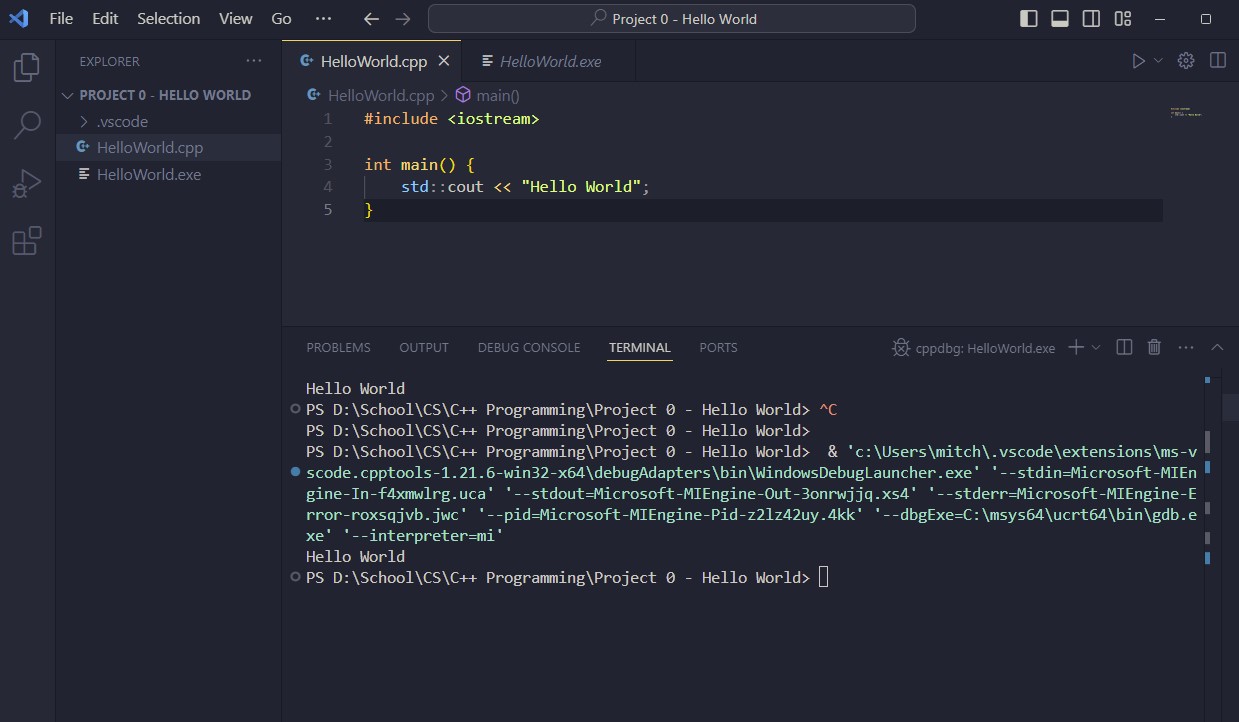 File Edit Selection View Go ··· Project 0 - Hello World
EXPLORER ···
PROJECT 0 - HELLO WORLD
.vscode
HelloWorld.cpp
HelloWorld.exe
HelloWorld.cpp HelloWorld.exe
HelloWorld.cpp > main()
1 #include <iostream>
2
3 int main() {
4 std::cout << "Hello World";
5 }
PROBLEMS OUTPUT DEBUG CONSOLE TERMINAL PORTS cppdbg: HelloWorld.exe
Hello World
PS D:\School\CS\C++ Programming\Project 0 - Hello World> ^C
PS D:\School\CS\C++ Programming\Project 0 - Hello World>
PS D:\School\CS\C++ Programming\Project 0 - Hello World>  & 'c:\Users\mitch\.vscode\extensions\ms-v
scode.cpptools-1.21.6-win32-x64\debugAdapters\bin\WindowsDebugLauncher.exe' '--stdin=Microsoft-MIEn
gine-In-f4xmwlrg.uca' '--stdout=Microsoft-MIEngine-Out-3onrwjjq.xs4' '--stderr=Microsoft-MIEngine-E
rror-roxsqjvb.jwc' '--pid=Microsoft-MIEngine-Pid-z2lz42uy.4kk' '--dbgExe=C:\msys64\ucrt64\bin\gdb.e
xe' '--interpreter=mi'
Hello World
PS D:\School\CS\C++ Programming\Project 0 - Hello World>